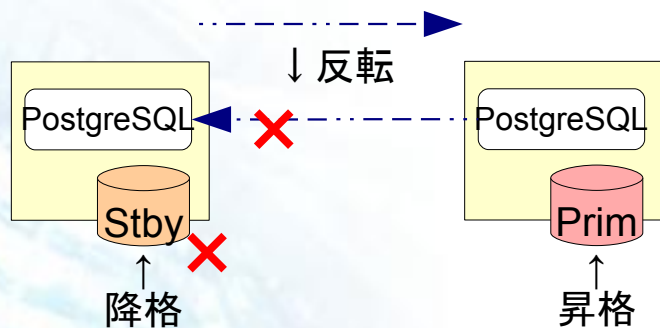 ↓反転
PostgreSQL
PostgreSQL
Stby
Prim
↑
↑
降格
昇格